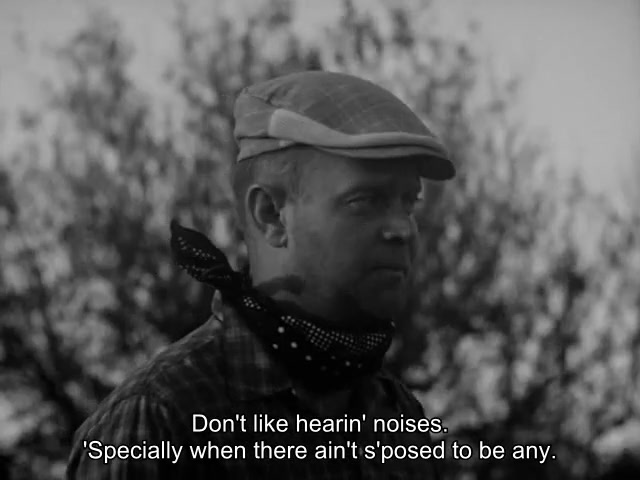 Don't like hearin' noises.
'Specially when there ain't s'posed to be any.